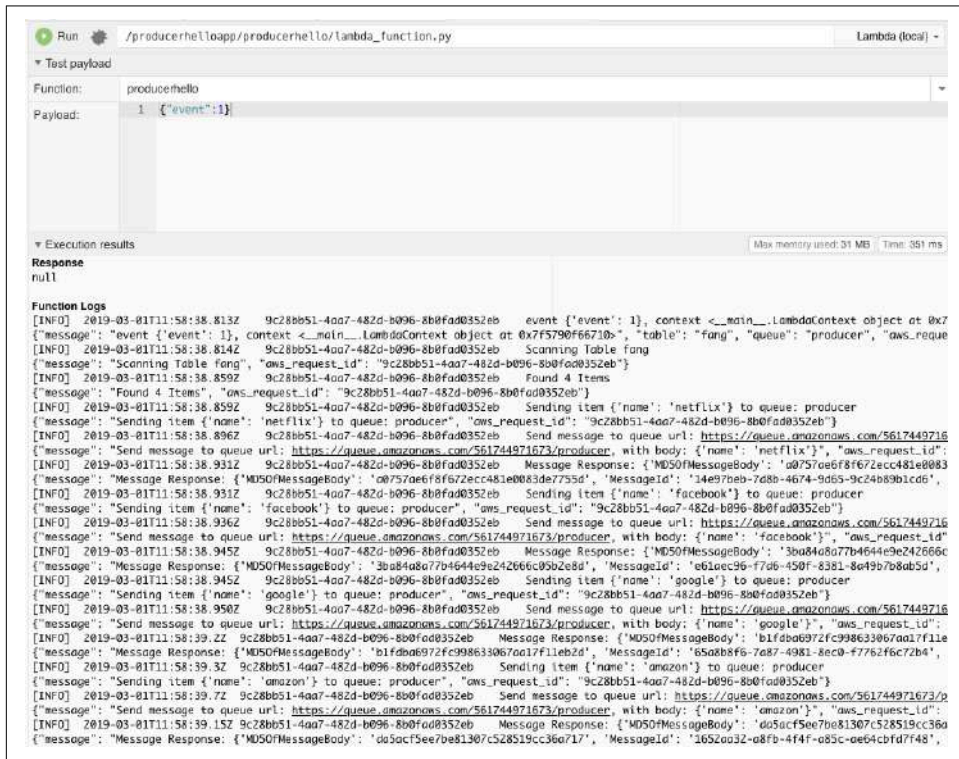 Run /producerhelloapp/producerhello/lambda_function.py Lambda (local)
Test payload
Function: producerhello
Payload: 1 {"event":1}
Execution results Max memory used: 31 MB Time: 351 ms
Response
null
Function Logs
[INFO] 2019-03-01T11:58:38.813Z 9c28bb51-4aa7-482d-b096-8b0fad0352eb event {'event': 1}, context <__main__.LambdaContext object at 0x7
{"message": "event {'event': 1}, context <__main__.LambdaContext object at 0x7f5790f66710>", "table": "fang", "queue": "producer", "aws_reque
[INFO] 2019-03-01T11:58:38.814Z 9c28bb51-4aa7-482d-b096-8b0fad0352eb Scanning Table fang
{"message": "Scanning Table fang", "aws_request_id": "9c28bb51-4aa7-482d-b096-8b0fad0352eb"}
[INFO] 2019-03-01T11:58:38.859Z 9c28bb51-4aa7-482d-b096-8b0fad0352eb Found 4 Items
{"message": "Found 4 Items", "aws_request_id": "9c28bb51-4aa7-482d-b096-8b0fad0352eb"}
[INFO] 2019-03-01T11:58:38.859Z 9c28bb51-4aa7-482d-b096-8b0fad0352eb Sending item {'name': 'netflix'} to queue: producer
{"message": "Sending item {'name': 'netflix'} to queue: producer", "aws_request_id": "9c28bb51-4aa7-482d-b096-8b0fad0352eb"}
[INFO] 2019-03-01T11:58:38.896Z 9c28bb51-4aa7-482d-b096-8b0fad0352eb Send message to queue url: https://queue.amazonaws.com/5617449716
{"message": "Send message to queue url: https://queue.amazonaws.com/561744971673/producer, with body: {'name': 'netflix'}", "aws_request_id":
[INFO] 2019-03-01T11:58:38.931Z 9c28bb51-4aa7-482d-b096-8b0fad0352eb Message Response: {'MD5OfMessageBody': 'a0757ae6f8f672ecc481e0083
{"message": "Message Response: {'MD5OfMessageBody': 'a0757ae6f8f672ecc481e0083de7755d', 'MessageId': '14e97beb-7d8b-4674-9d65-9c24b89b1cd6',
[INFO] 2019-03-01T11:58:38.931Z 9c28bb51-4aa7-482d-b096-8b0fad0352eb Sending item {'name': 'facebook'} to queue: producer
{"message": "Sending item {'name': 'facebook'} to queue: producer", "aws_request_id": "9c28bb51-4aa7-482d-b096-8b0fad0352eb"}
[INFO] 2019-03-01T11:58:38.936Z 9c28bb51-4aa7-482d-b096-8b0fad0352eb Send message to queue url: https://queue.amazonaws.com/5617449716
{"message": "Send message to queue url: https://queue.amazonaws.com/561744971673/producer, with body: {'name': 'facebook'}", "aws_request_id"
[INFO] 2019-03-01T11:58:38.945Z 9c28bb51-4aa7-482d-b096-8b0fad0352eb Message Response: {'MD5OfMessageBody': '3ba84a8a77b4644e9e242666c
{"message": "Message Response: {'MD5OfMessageBody': '3ba84a8a77b4644e9e242666c05b2e8d', 'MessageId': 'e61aec96-f7d6-450f-8381-8a49b7b8ab5d',
[INFO] 2019-03-01T11:58:38.945Z 9c28bb51-4aa7-482d-b096-8b0fad0352eb Sending item {'name': 'google'} to queue: producer
{"message": "Sending item {'name': 'google'} to queue: producer", "aws_request_id": "9c28bb51-4aa7-482d-b096-8b0fad0352eb"}
[INFO] 2019-03-01T11:58:38.950Z 9c28bb51-4aa7-482d-b096-8b0fad0352eb Send message to queue url: https://queue.amazonaws.com/5617449716
{"message": "Send message to queue url: https://queue.amazonaws.com/561744971673/producer, with body: {'name': 'google'}", "aws_request_id":
[INFO] 2019-03-01T11:58:39.2Z 9c28bb51-4aa7-482d-b096-8b0fad0352eb Message Response: {'MD5OfMessageBody': 'b1fdba6972fc998633067aa17f11e
{"message": "Message Response: {'MD5OfMessageBody': 'b1fdba6972fc998633067aa17f11eb2d', 'MessageId': '65a8b8f6-7a87-4981-8ec0-f7762f6c72b4',
[INFO] 2019-03-01T11:58:39.3Z 9c28bb51-4aa7-482d-b096-8b0fad0352eb Sending item {'name': 'amazon'} to queue: producer
{"message": "Sending item {'name': 'amazon'} to queue: producer", "aws_request_id": "9c28bb51-4aa7-482d-b096-8b0fad0352eb"}
[INFO] 2019-03-01T11:58:39.7Z 9c28bb51-4aa7-482d-b096-8b0fad0352eb Send message to queue url: https://queue.amazonaws.com/561744971673/p
{"message": "Send message to queue url: https://queue.amazonaws.com/561744971673/producer, with body: {'name': 'amazon'}", "aws_request_id":
[INFO] 2019-03-01T11:58:39.15Z 9c28bb51-4aa7-482d-b096-8b0fad0352eb Message Response: {'MD5OfMessageBody': 'da5acf5ee7be81307c528519cc36a
{"message": "Message Response: {'MD5OfMessageBody': 'da5acf5ee7be81307c528519cc36a717', 'MessageId': '1652aa32-a8fb-4f4f-a85c-ae64cbfd7f48',